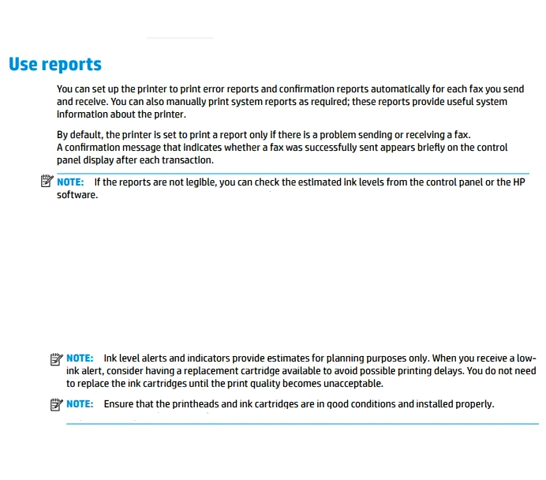 Use reports
You can set up the printer to print error reports and confirmation reports automatically for each fax you send
and receive. You can also manually print system reports as required; these reports provide useful system
information about the printer.
By default, the printer is set to print a report only if there is a problem sending or receiving a fax.
A confirmation message that indicates whether a fax was successfully sent appears briefly on the control
panel display after each transaction.
NOTE: If the reports are not legible, you can check the estimated ink levels from the control panel or the HP
software.
NOTE: Ink level alerts and indicators provide estimates for planning purposes only. When you receive a low-
ink alert, consider having a replacement cartridge available to avoid possible printing delays. You do not need
to replace the ink cartridges until the print quality becomes unacceptable.
NOTE: Ensure that the printheads and ink cartridges are in good conditions and installed properly.